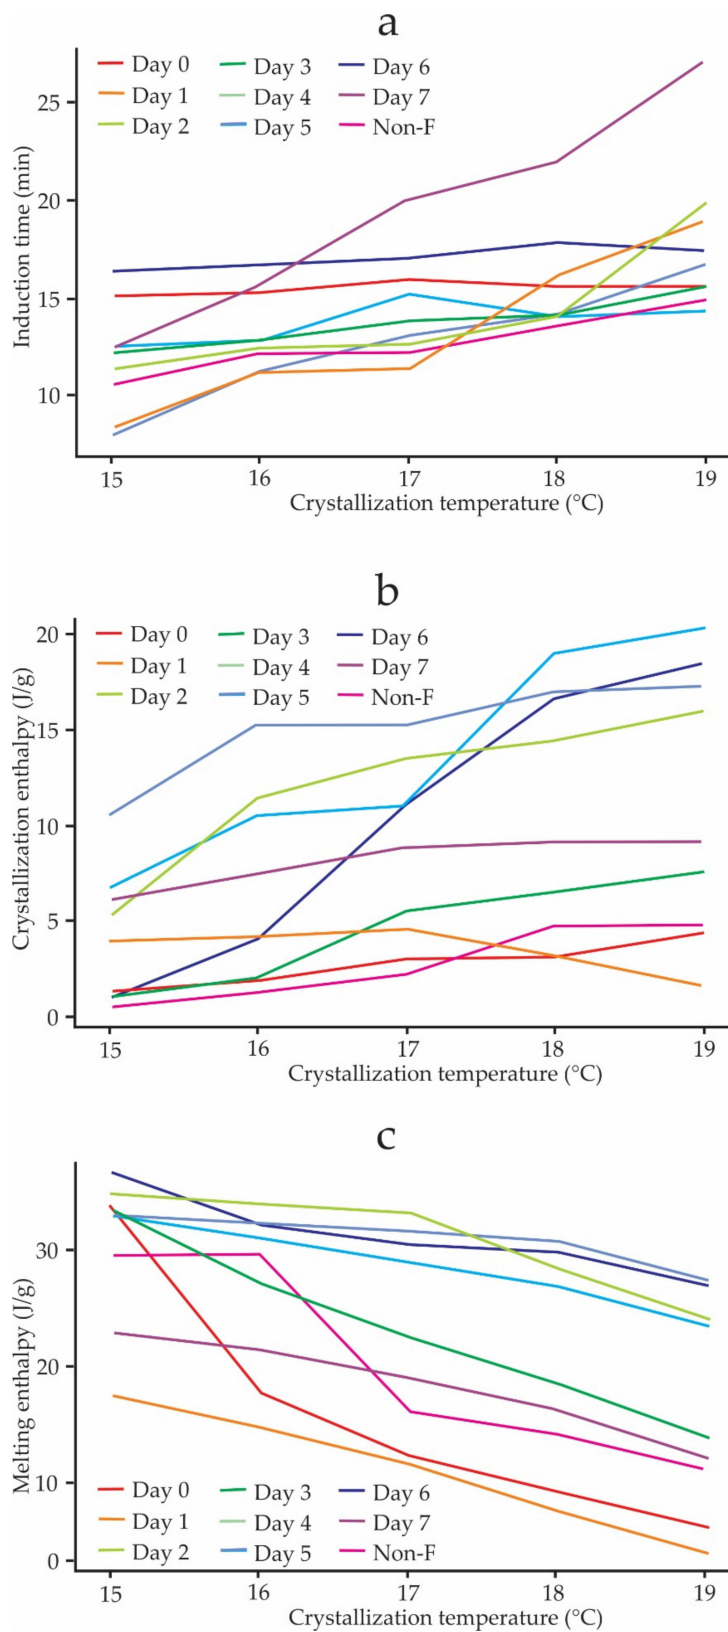 a
Day 0 Day 3 Day 6
Day 1 Day 4 Day 7
Day 2 Day 5 Non-F
Induction time (min)
25
20
15
10
15 16 17 18 19
Crystallization temperature (°C)
b
Day 0 Day 3 Day 6
Day 1 Day 4 Day 7
Day 2 Day 5 Non-F
Crystallization enthalpy (J/g)
20
15
10
5
0
15 16 17 18 19
Crystallization temperature (°C)
c
Melting enthalpy (J/g)
30
20
10
0
Day 0 Day 3 Day 6
Day 1 Day 4 Day 7
Day 2 Day 5 Non-F
15 16 17 18 19
Crystallization temperature (°C)